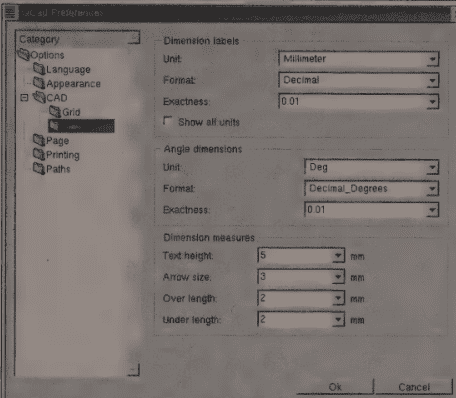 Preferences
Category
Options
Language
Appearance
CAD
Grid
Page
Printing
Paths
Dimension labels
Unit: Millimeter
Format: Decimal
Exactness: 0.01
Show all units
Angle dimensions
Unit: Deg
Format: Decimal_Degrees
Exactness: 0.01
Dimension measures
Text height: 5 mm
Arrow size: 3 mm
Over length: 2 mm
Under length: 2 mm
Ok Cancel